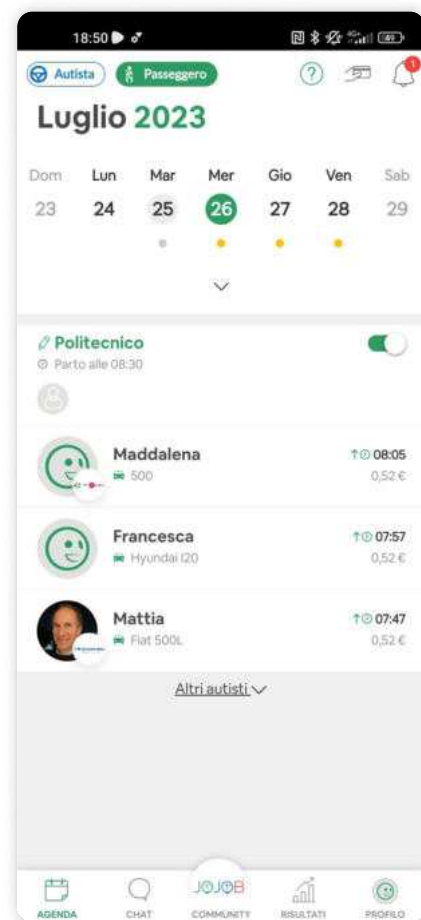 18:50
4G+ 49
Autista Passeggero ?
Luglio 2023
Dom Lun Mar Mer Gio Ven Sab
23 24 25 26 27 28 29
Politecnico
Parto alle 08:30
Maddalena 08:05
500 0,52 €
Francesca 07:57
Hyundai I20 0,52 €
Mattia 07:47
Fiat 500L 0,52 €
Altri autisti
JOJOB
AGENDA CHAT COMMUNITY RISULTATI PROFILO